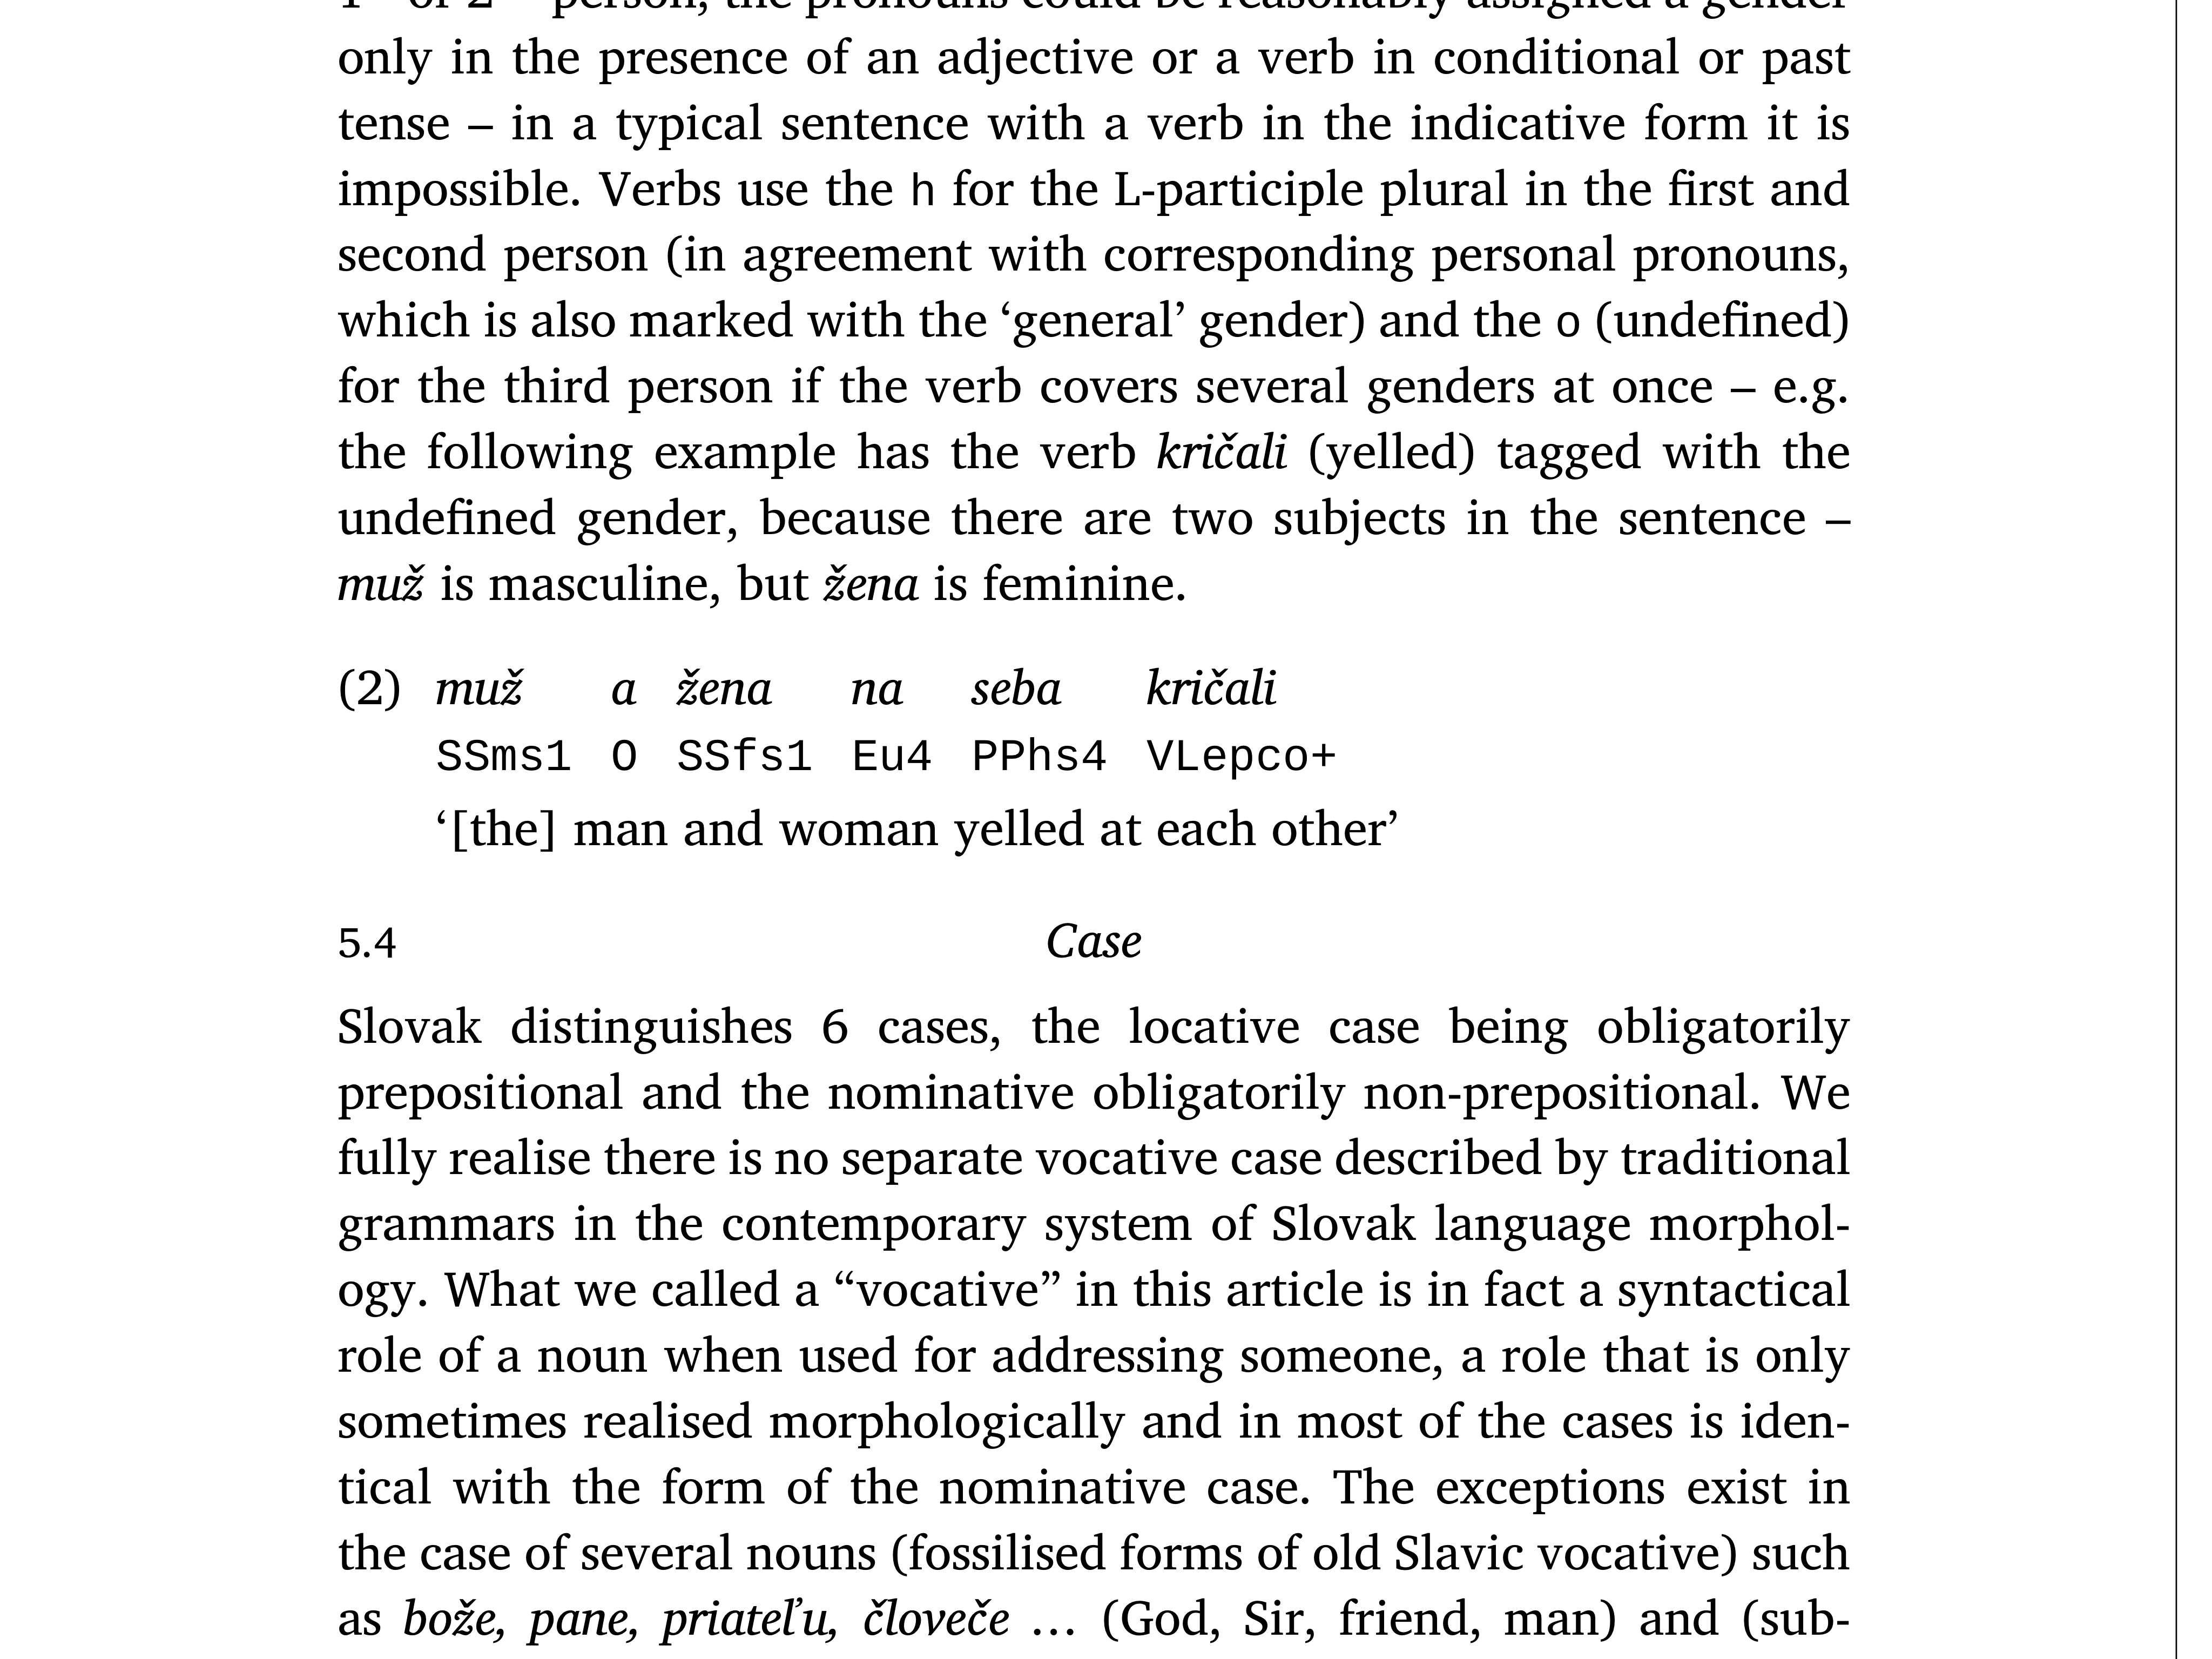 only in the presence of an adjective or a verb in conditional or past
tense – in a typical sentence with a verb in the indicative form it is
impossible. Verbs use the h for the L-participle plural in the first and
second person (in agreement with corresponding personal pronouns,
which is also marked with the ‘general’ gender) and the o (undefined)
for the third person if the verb covers several genders at once – e.g.
the following example has the verb kričali (yelled) tagged with the
undefined gender, because there are two subjects in the sentence –
muž is masculine, but žena is feminine.
(2) muž a žena na seba kričali
SSms1 O SSfs1 Eu4 PPhs4 VLepco+
‘[the] man and woman yelled at each other’
5.4 Case
Slovak distinguishes 6 cases, the locative case being obligatorily
prepositional and the nominative obligatorily non-prepositional. We
fully realise there is no separate vocative case described by traditional
grammars in the contemporary system of Slovak language morphol-
ogy. What we called a “vocative” in this article is in fact a syntactical
role of a noun when used for addressing someone, a role that is only
sometimes realised morphologically and in most of the cases is iden-
tical with the form of the nominative case. The exceptions exist in
the case of several nouns (fossilised forms of old Slavic vocative) such
as bože, pane, priateľu, človeče … (God, Sir, friend, man) and (sub-